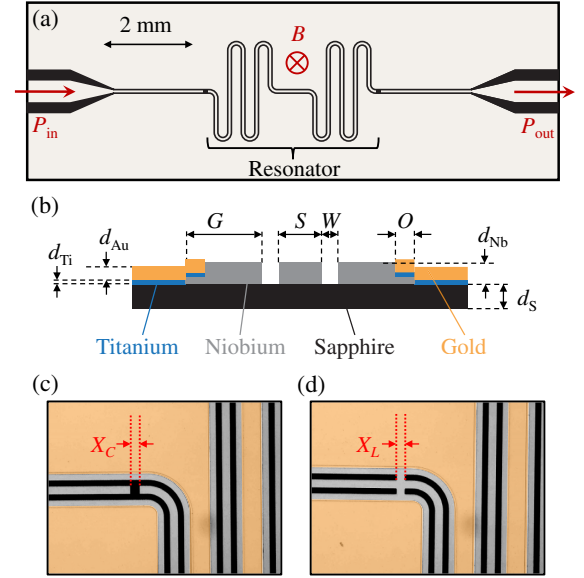 (a)
2 mm
B
P_in
P_out
Resonator
(b)
G S W O
d_Ti d_Au d_Nb
d_S
Titanium Niobium Sapphire Gold
(c) (d)
X_C X_L